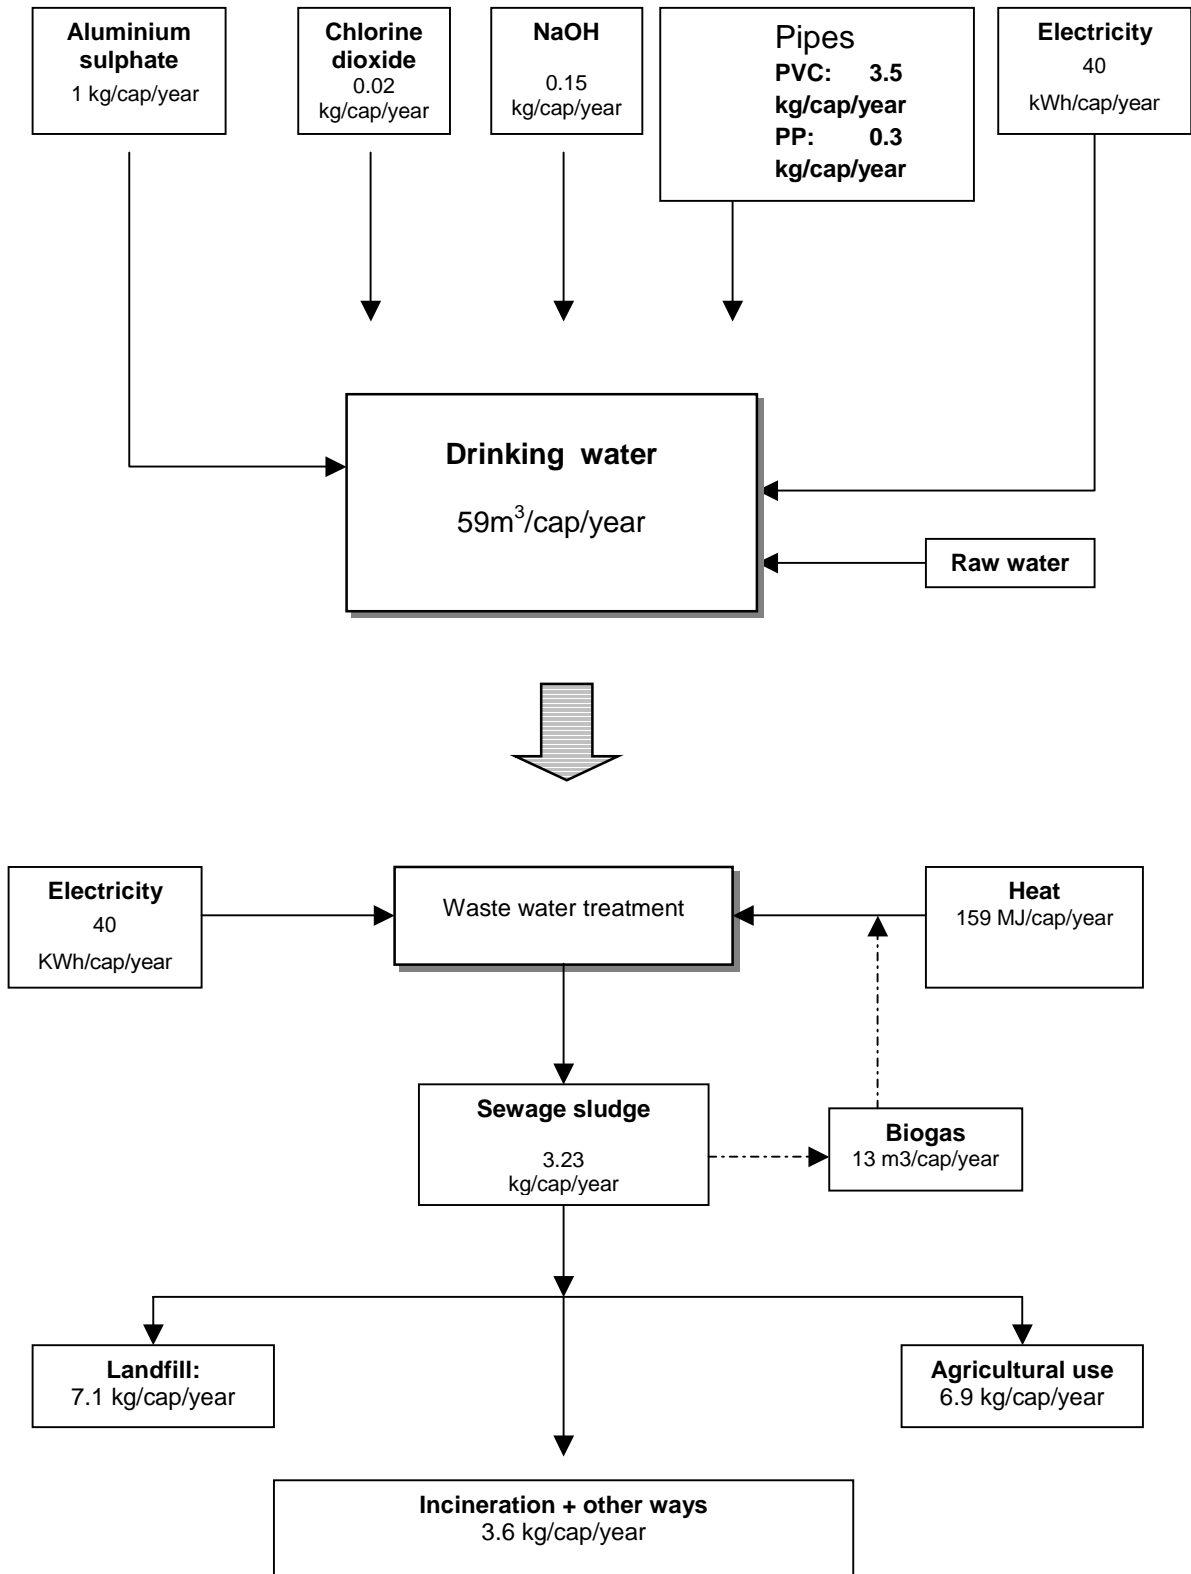 Aluminium
sulphate
1 kg/cap/year
Chlorine
dioxide
0.02
kg/cap/year
NaOH
0.15
kg/cap/year
Pipes
PVC: 3.5
kg/cap/year
PP: 0.3
kg/cap/year
Electricity
40
kWh/cap/year
Drinking water
59m³/cap/year
Raw water
Electricity
40
KWh/cap/year
Waste water treatment
Heat
159 MJ/cap/year
Sewage sludge
3.23
kg/cap/year
Biogas
13 m3/cap/year
Landfill:
7.1 kg/cap/year
Agricultural use
6.9 kg/cap/year
Incineration + other ways
3.6 kg/cap/year